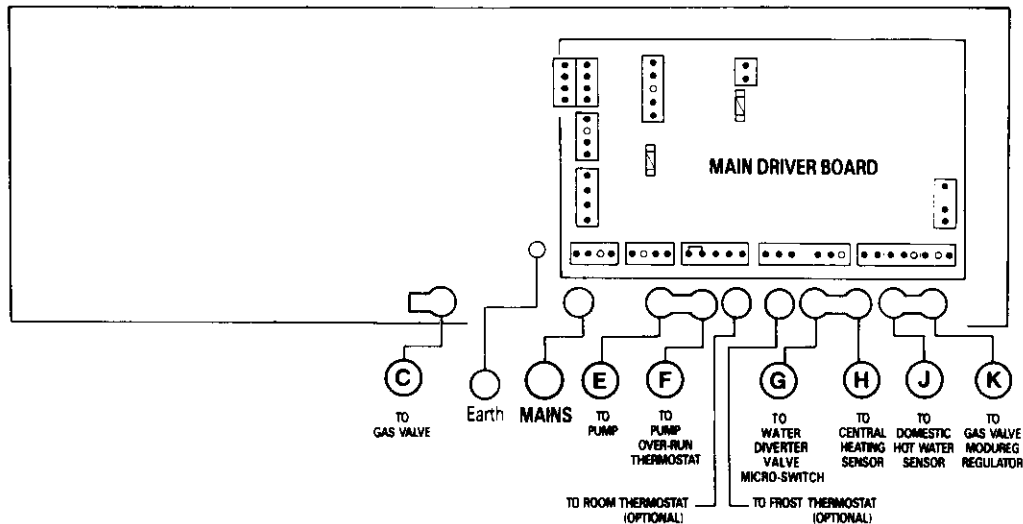 MAIN DRIVER BOARD
C
TO
GAS VALVE
Earth
MAINS
E
TO
PUMP
F
TO
PUMP
OVER-RUN
THERMOSTAT
G
TO
WATER
DIVERTER
VALVE
MICRO-SWITCH
H
TO
CENTRAL
HEATING
SENSOR
J
TO
DOMESTIC
HOT WATER
SENSOR
K
TO
GAS VALVE
MODUREG
REGULATOR
TO ROOM THERMOSTAT
(OPTIONAL)
TO FROST THERMOSTAT
(OPTIONAL)